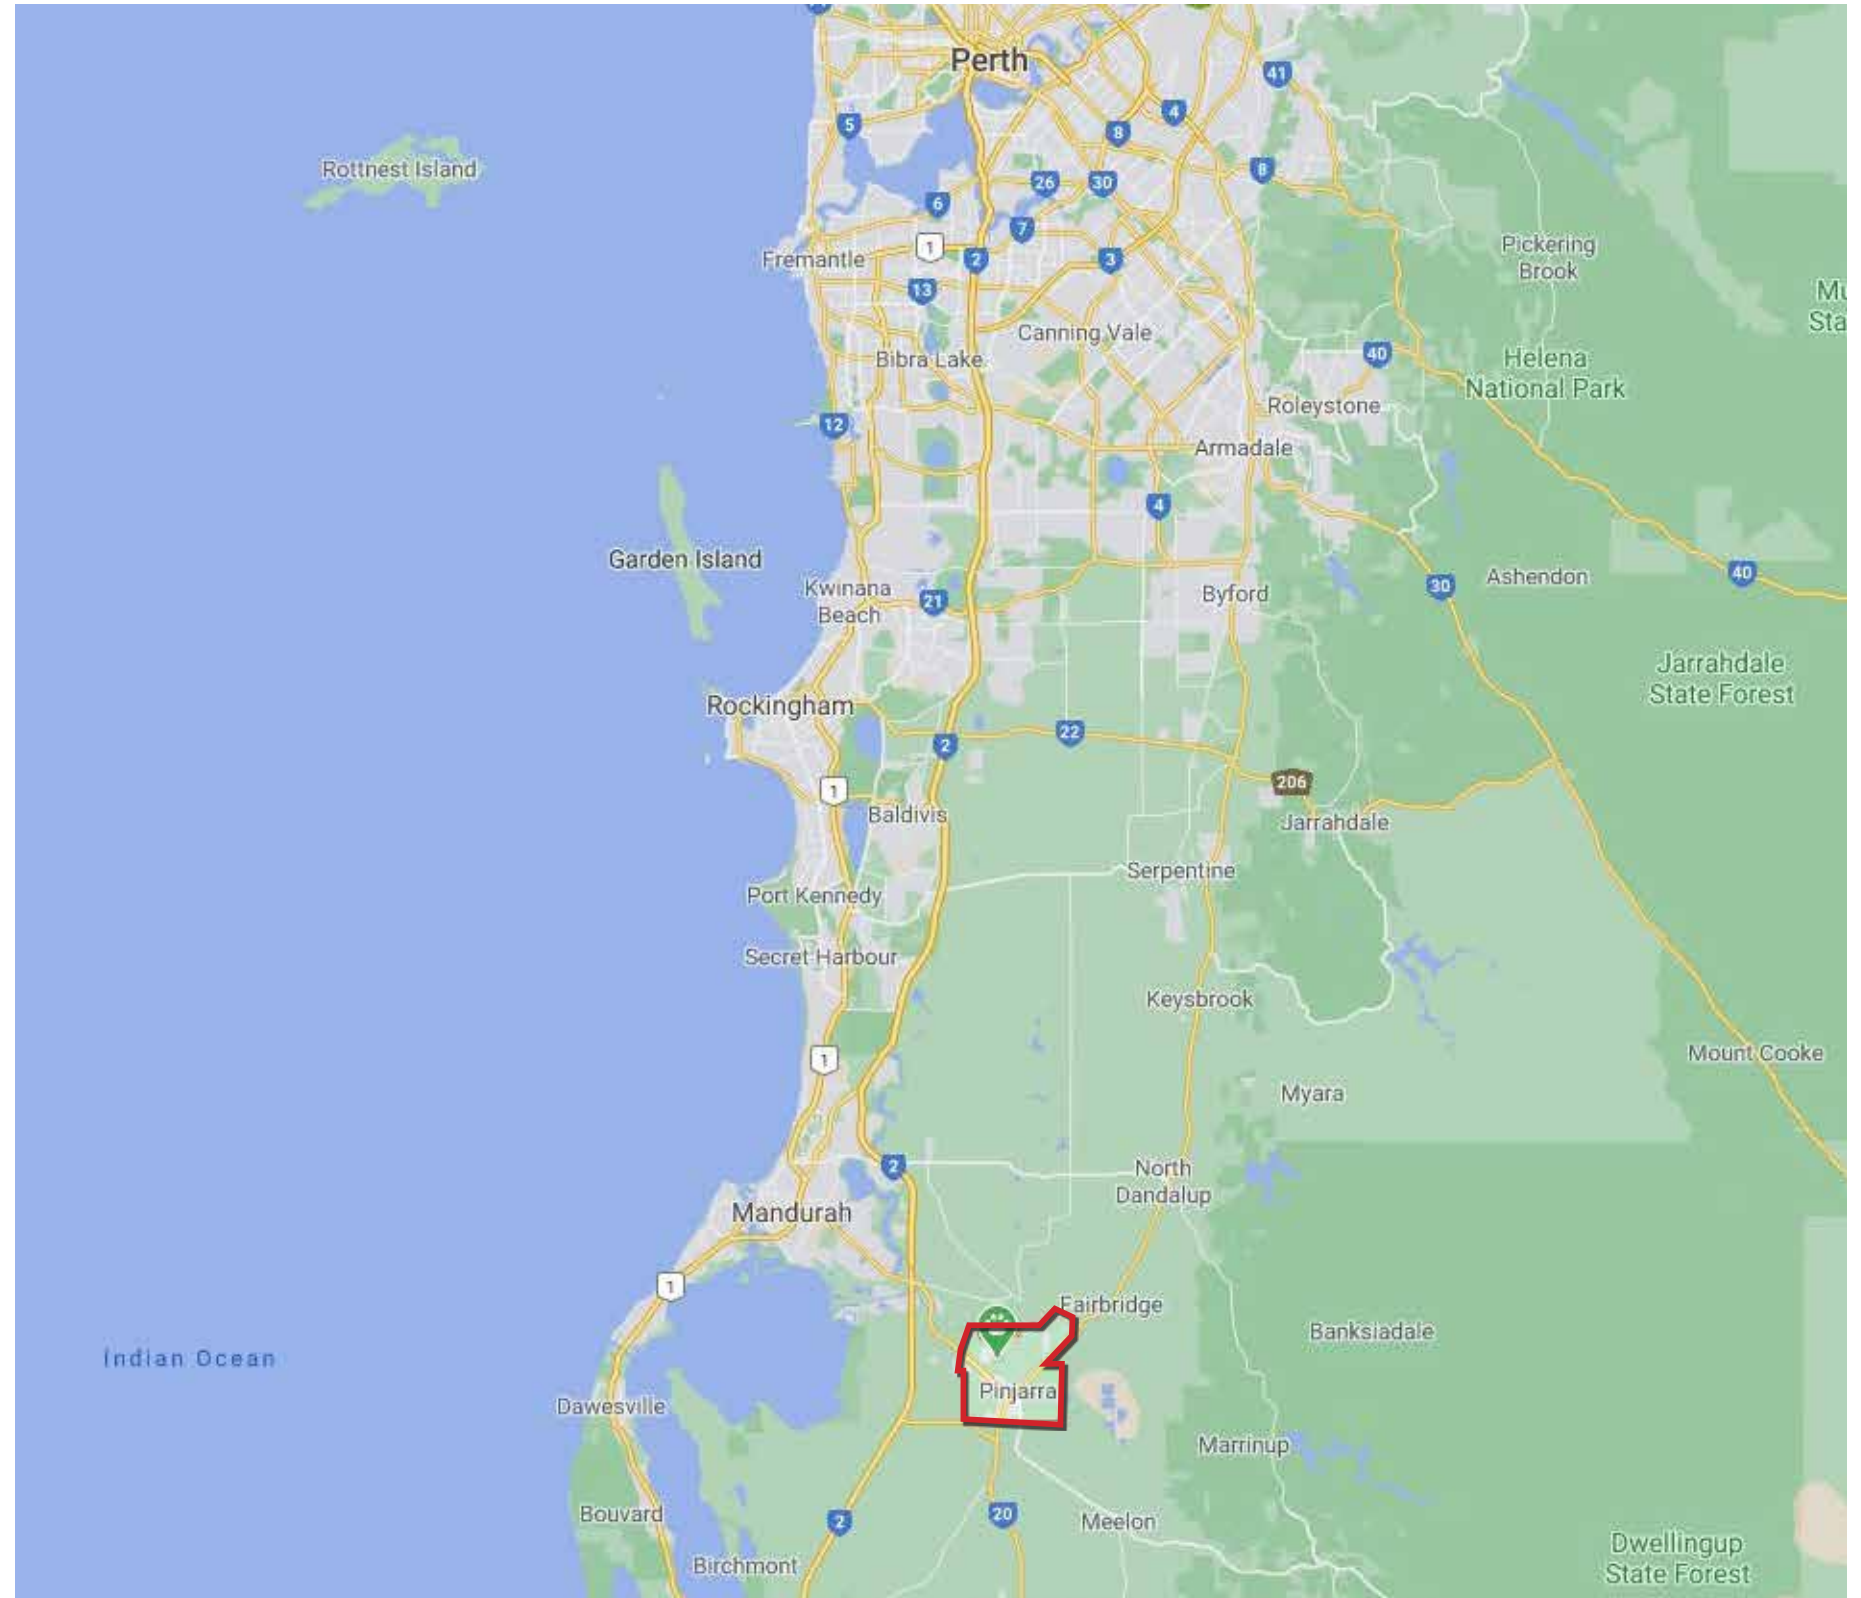 Perth
41
4
5
8
8
Rottnest Island
26
30
6
7
Pickering
Brook
1
Fremantle
2
3
13
Mu
Sta
Canning Vale
Bibra Lake
40
Helena
National Park
Roleystone
12
Armadale
4
Garden Island
40
Ashendon
Kwinana
Beach
21
Byford
30
Jarrahdale
State Forest
Rockingham
22
2
206
1
Baldivis
Jarrahdale
Serpentine
Port Kennedy
Secret Harbour
Keysbrook
1
Mount Cooke
Myara
2
North
Dandalup
Mandurah
1
Fairbridge
Banksiadale
Indian Ocean
Pinjarra
Dawesville
Marrinup
Bouvard
2
20
Meelon
Birchmont
Dwellingup
State Forest